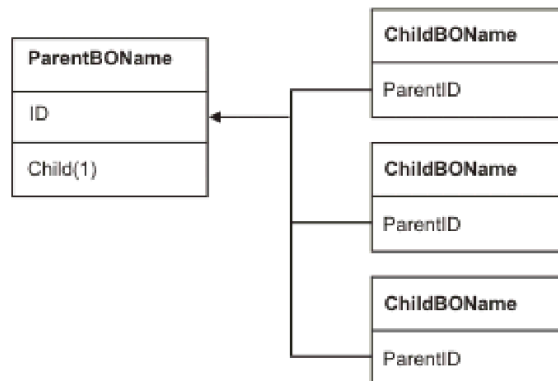 ParentBOName
ID
Child(1)
ChildBOName
ParentID
ChildBOName
ParentID
ChildBOName
ParentID